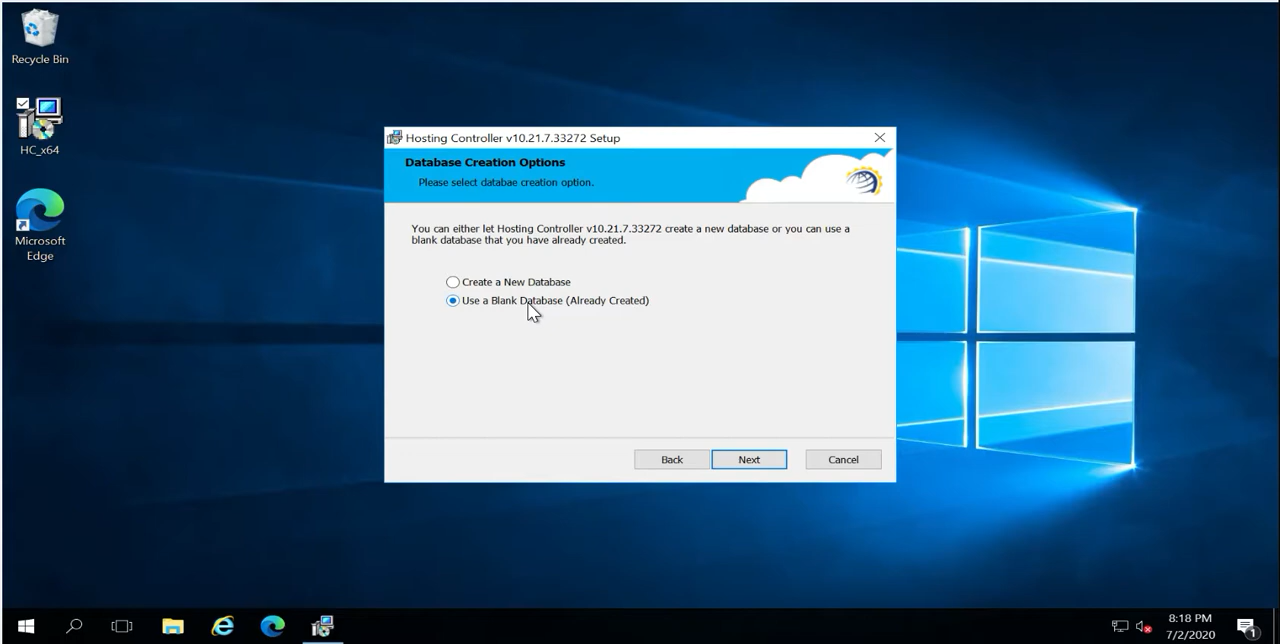 Recycle Bin
HC_x64
Microsoft
Edge
Hosting Controller v10.21.7.33272 Setup
Database Creation Options
Please select databae creation option.
You can either let Hosting Controller v10.21.7.33272 create a new database or you can use a
blank database that you have already created.
Create a New Database
Use a Blank Database (Already Created)
Back
Next
Cancel
8:18 PM
7/2/2020
1